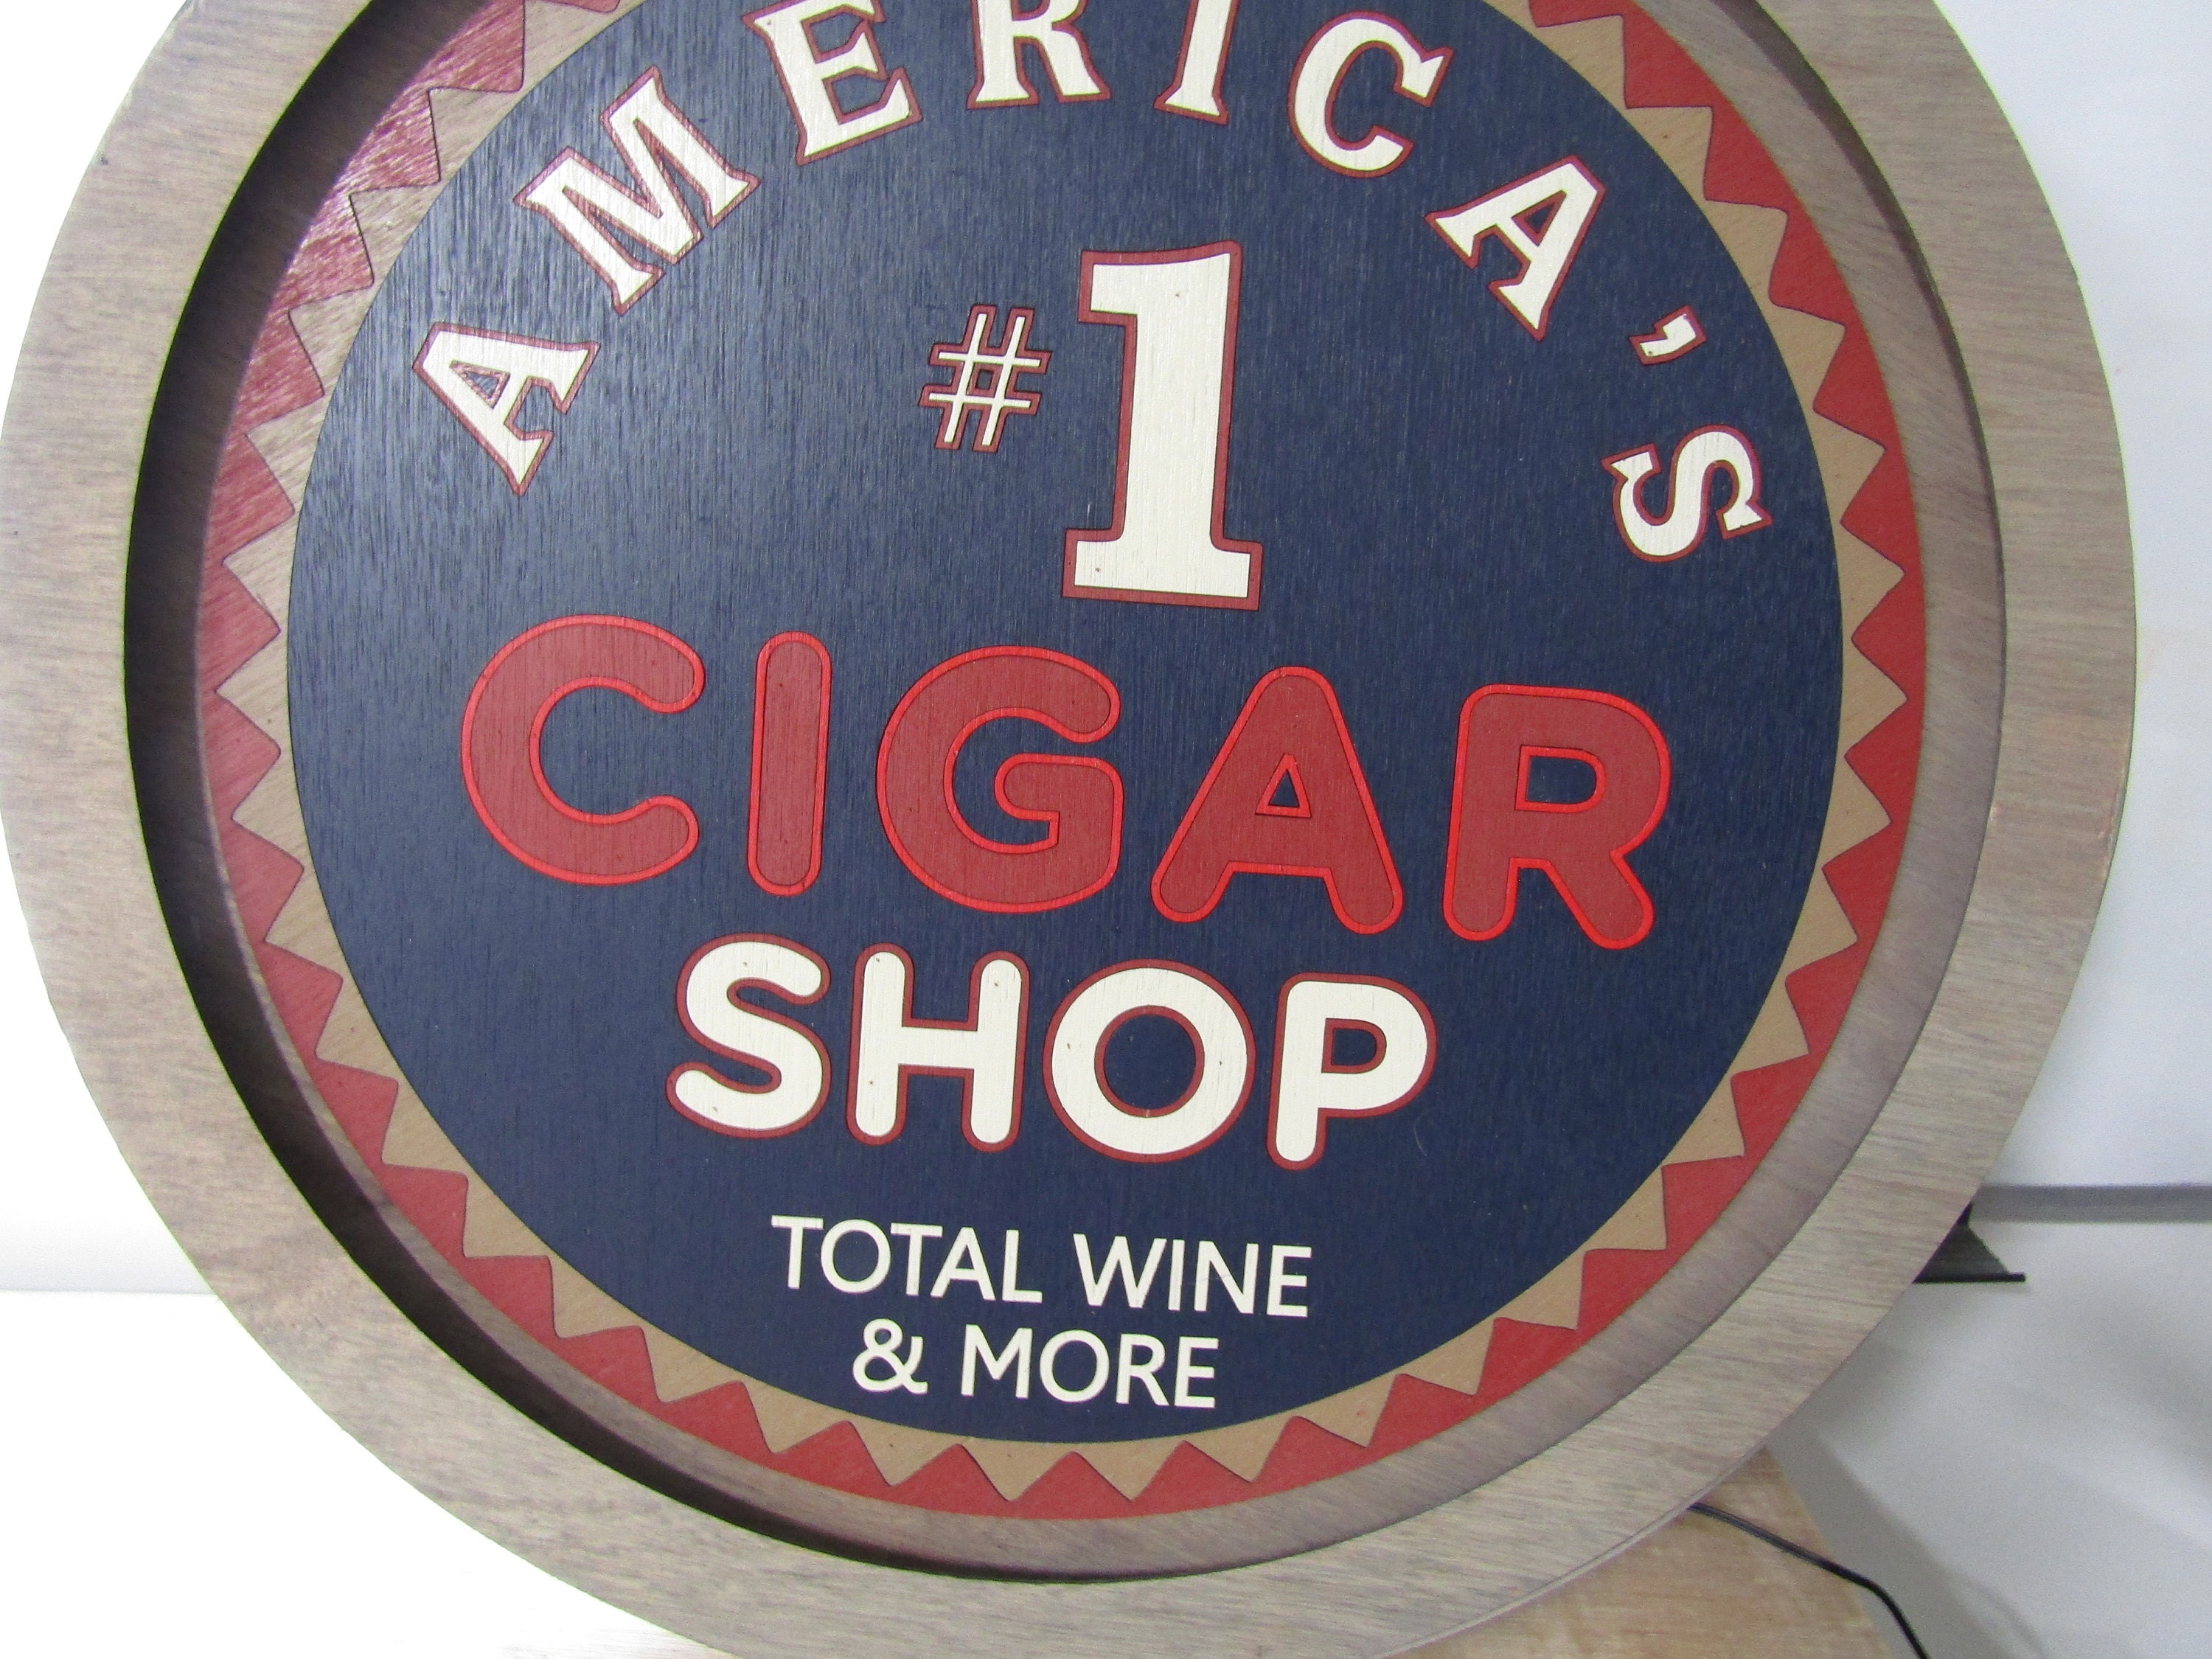 AMERICA'S
#1
CIGAR
SHOP
TOTAL WINE
& MORE